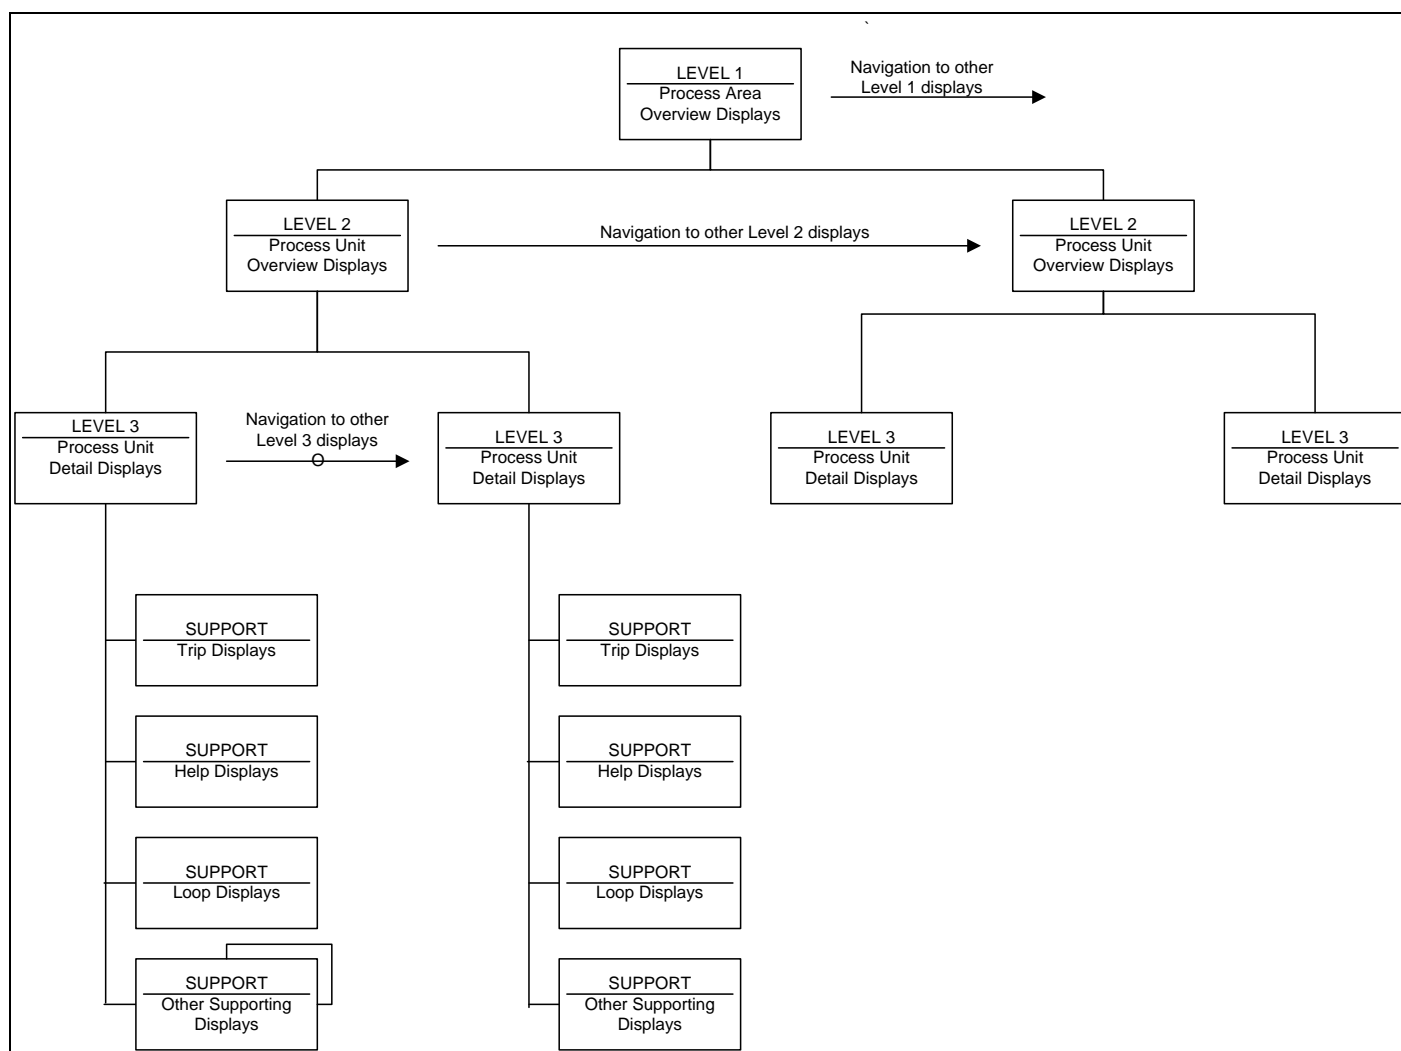 Process Unit
`
LEVEL 1
Process Area
Overview Displays
Navigation to other
Level 1 displays
LEVEL 2
Process Unit
Overview Displays
Navigation to other Level 2 displays
LEVEL 2
Process Unit
Overview Displays
LEVEL 3
Process Unit
Detail Displays
Navigation to other
Level 3 displays
O
LEVEL 3
Process Unit
Detail Displays
LEVEL 3
Process Unit
Detail Displays
LEVEL 3
Process Unit
Detail Displays
SUPPORT
Trip Displays
SUPPORT
Trip Displays
SUPPORT
Help Displays
SUPPORT
Help Displays
SUPPORT
Loop Displays
SUPPORT
Loop Displays
SUPPORT
Other Supporting
Displays
SUPPORT
Other Supporting
Displays